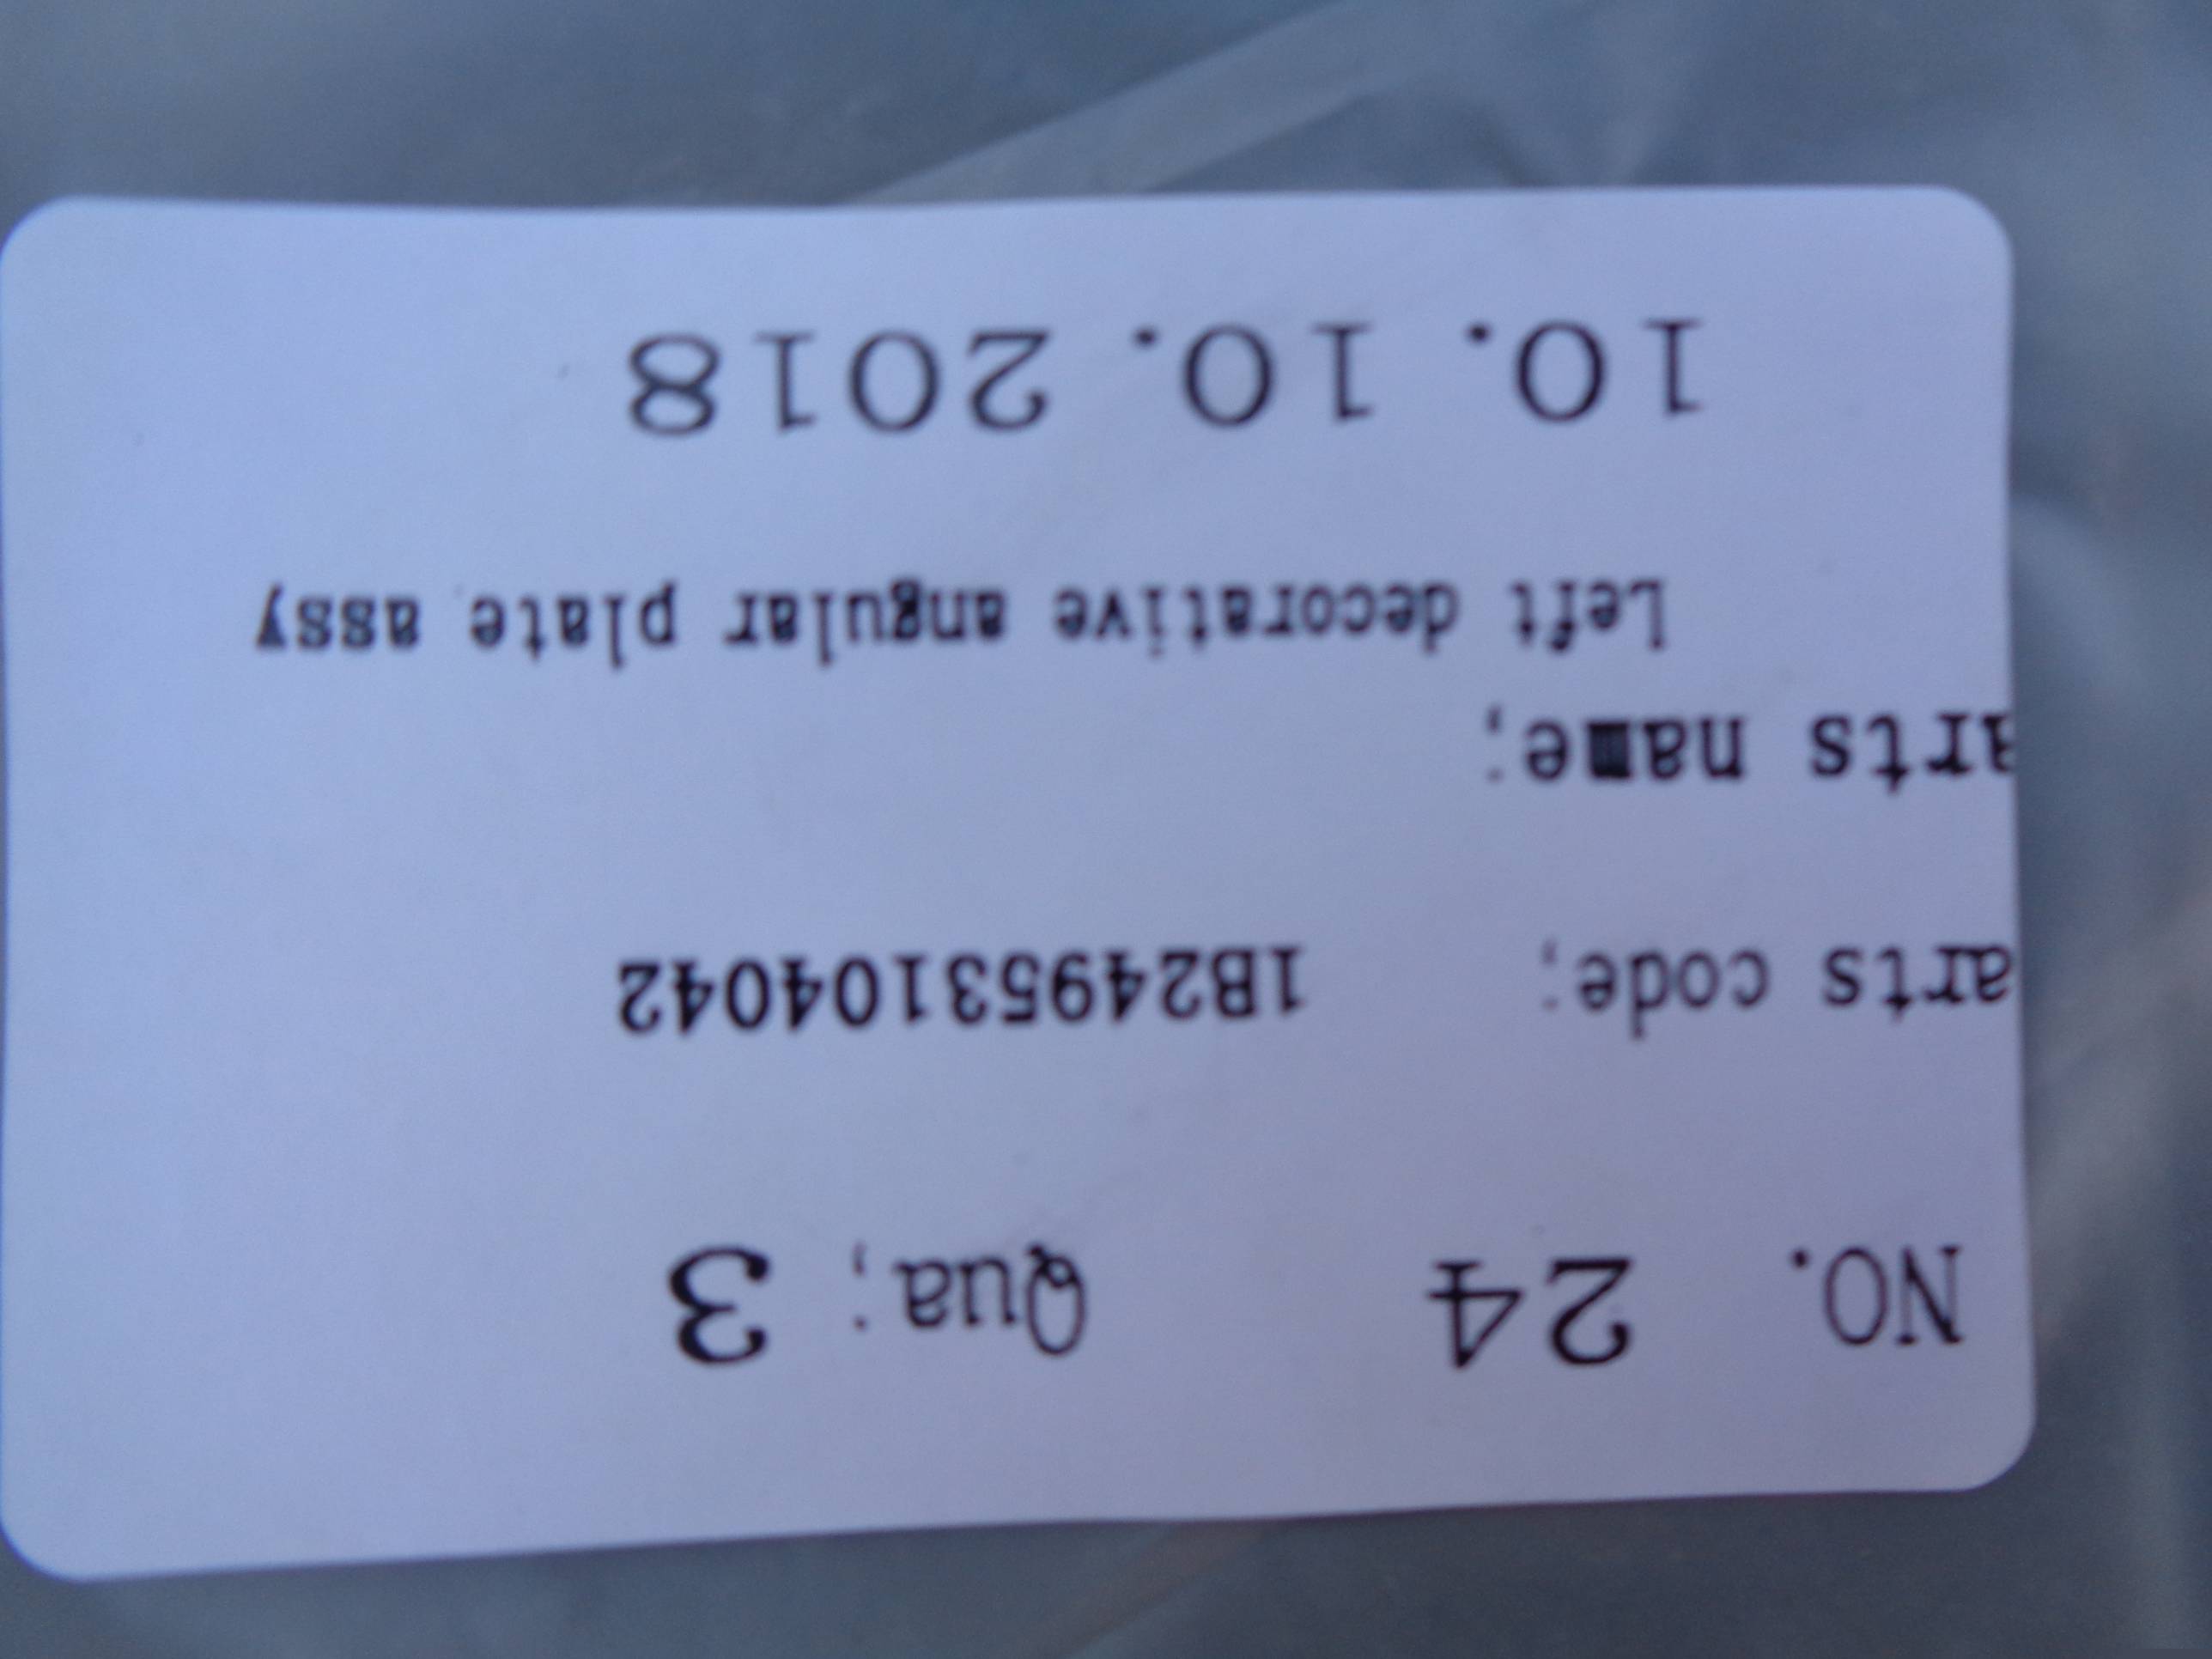 NO. 24 Qua; 3
arts code; 1B24953104042
arts name;
Left decorative angular plate assy
10. 10. 2018